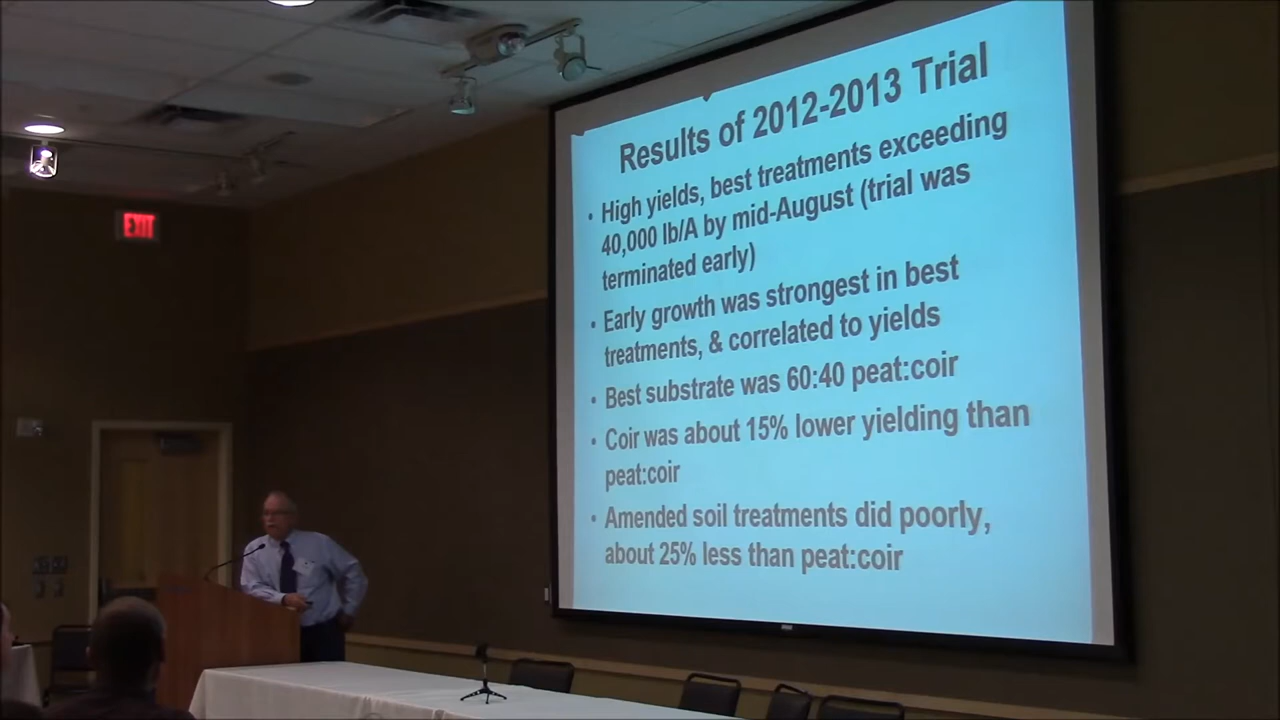 EXIT
Results of 2012-2013 Trial
• High yields, best treatments exceeding
40,000 lb/A by mid-August (trial was
terminated early)
• Early growth was strongest in best
treatments, & correlated to yields
• Best substrate was 60:40 peat:coir
• Coir was about 15% lower yielding than
peat:coir
• Amended soil treatments did poorly,
about 25% less than peat:coir